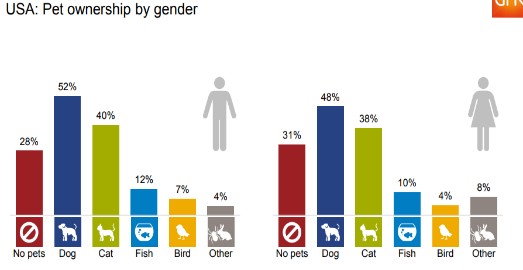 USA: Pet ownership by gender
GfK
28% 52% 40% 12% 7% 4%
No pets Dog Cat Fish Bird Other
31% 48% 38% 10% 4% 8%
No pets Dog Cat Fish Bird Other